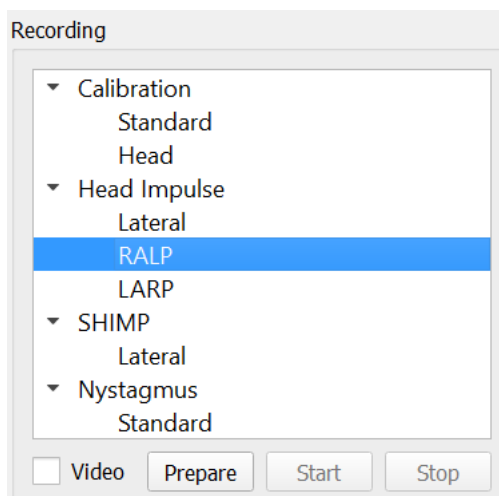 Recording
Calibration
Standard
Head
Head Impulse
Lateral
RALP
LARP
SHIMP
Lateral
Nystagmus
Standard
Video Prepare Start Stop